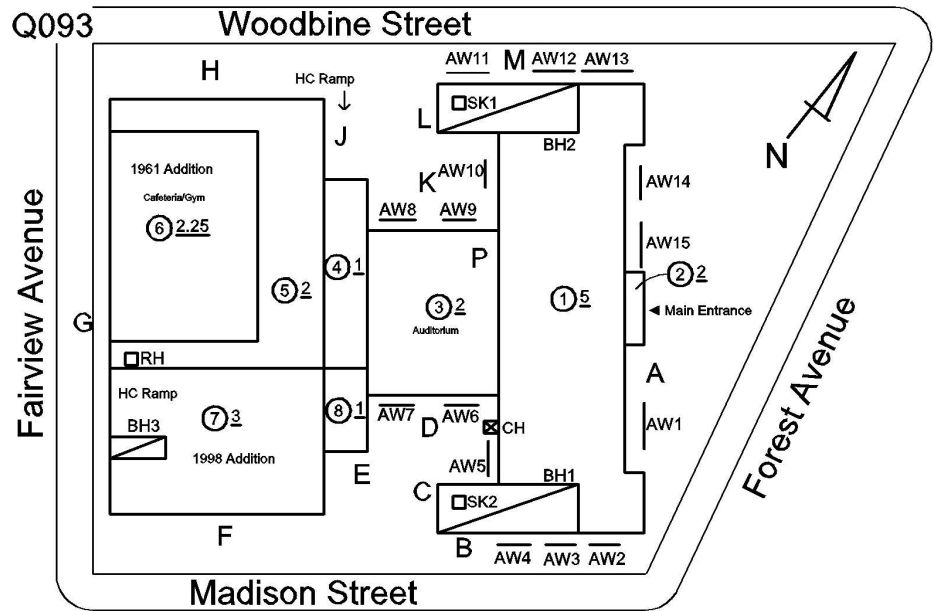 Q093
Woodbine Street
AW11
M
AW12
AW13
H
HC Ramp
SK1
L
J
BH2
N
1961 Addition
Cafeteria/Gym
6 2.25
K
AW10
AW14
AW8
AW9
P
AW15
4 1
5 2
3 2
Auditorium
1 5
2 2
Main Entrance
G
Fairview Avenue
RH
A
HC Ramp
7 3
8 1
AW7
AW6
D
CH
AW1
BH3
1998 Addition
E
AW5
C
BH1
SK2
F
B
AW4
AW3
AW2
Forest Avenue
Madison Street